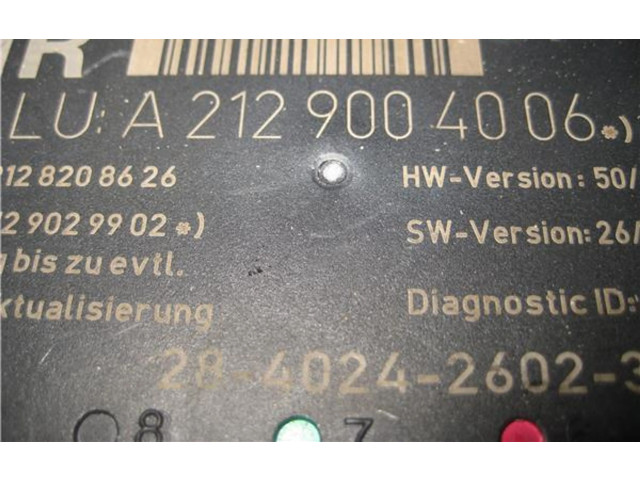 LU: A 212 900 40 06*)
12 820 86 26
HW-Version: 50/
2 902 99 02*)
SW-Version: 26/
g bis zu evtl.
ktualisierung
Diagnostic ID:
28-4024-2602-3
8 7